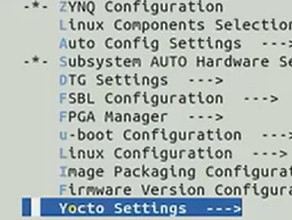 -*- ZYNQ Configuration
Linux Components Selection
Auto Config Settings --->
-*- Subsystem AUTO Hardware Se
DTG Settings --->
FSBL Configuration --->
FPGA Manager --->
u-boot Configuration --->
Linux Configuration --->
Image Packaging Configurat
Firmware Version Configura
Yocto Settings --->